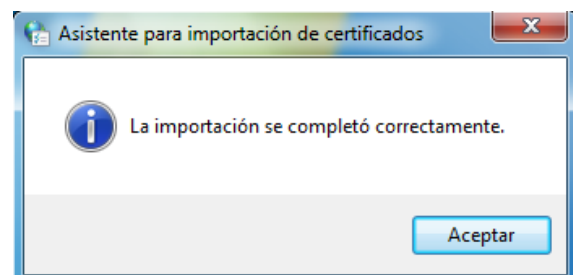 Asistente para importación de certificados
La importación se completó correctamente.
Aceptar